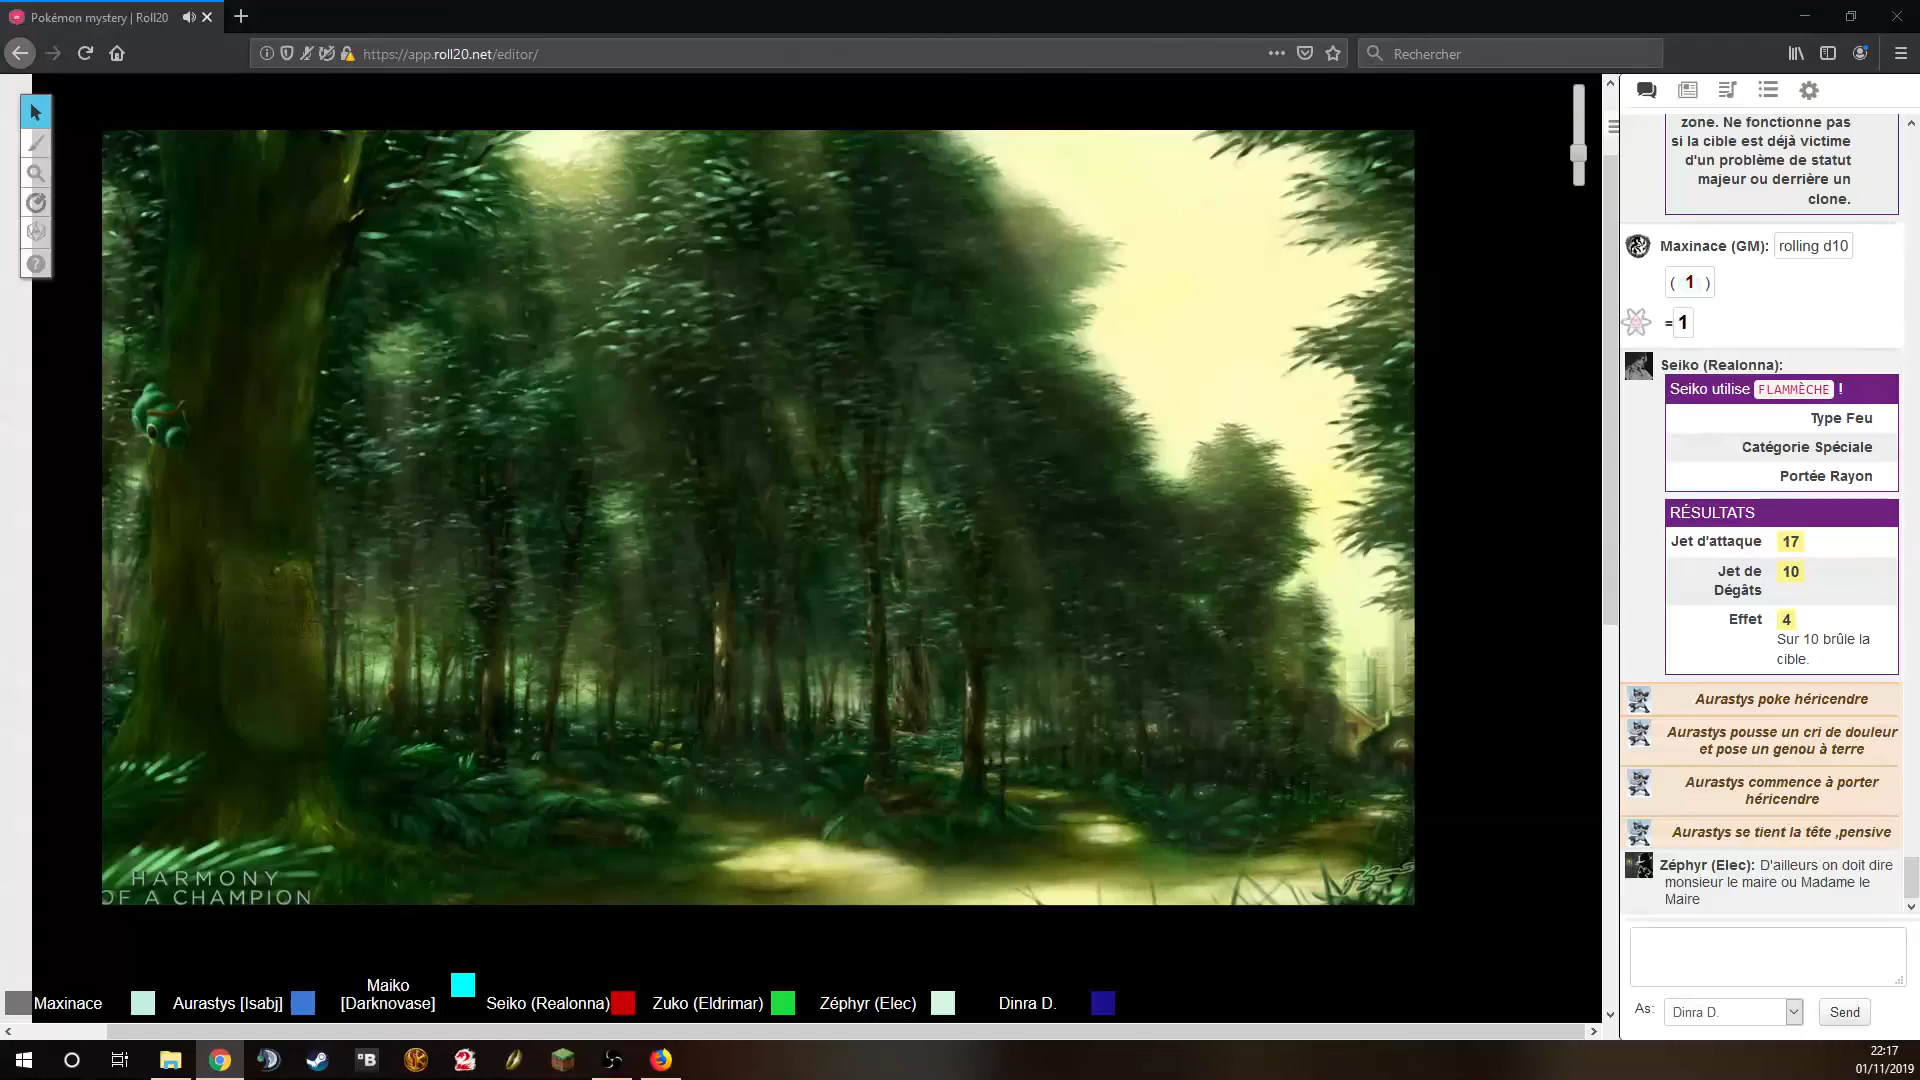 Pokémon mystery | Roll20
https://app.roll20.net/editor/
Rechercher
zone. Ne fonctionne pas
si la cible est déjà victime
d'un problème de statut
majeur ou derrière un
clone.
Maxinace (GM): rolling d10
( 1 )
=1
Seiko (Realonna):
Seiko utilise FLAMMÈCHE !
Type Feu
Catégorie Spéciale
Portée Rayon
RÉSULTATS
Jet d'attaque 17
Jet de 10
Dégâts
Effet 4
Sur 10 brûle la
cible.
Aurastys poke héricendre
Aurastys pousse un cri de douleur
et pose un genou à terre
Aurastys commence à porter
héricendre
Aurastys se tient la tête ,pensive
Zéphyr (Elec): D'ailleurs on doit dire
monsieur le maire ou Madame le
Maire
As: Dinra D. Send
HARMONY
OF A CHAMPION
Maxinace
Aurastys [Isabj]
Maiko
[Darknovase]
Seiko (Realonna)
Zuko (Eldrimar)
Zéphyr (Elec)
Dinra D.
22:17
01/11/2019